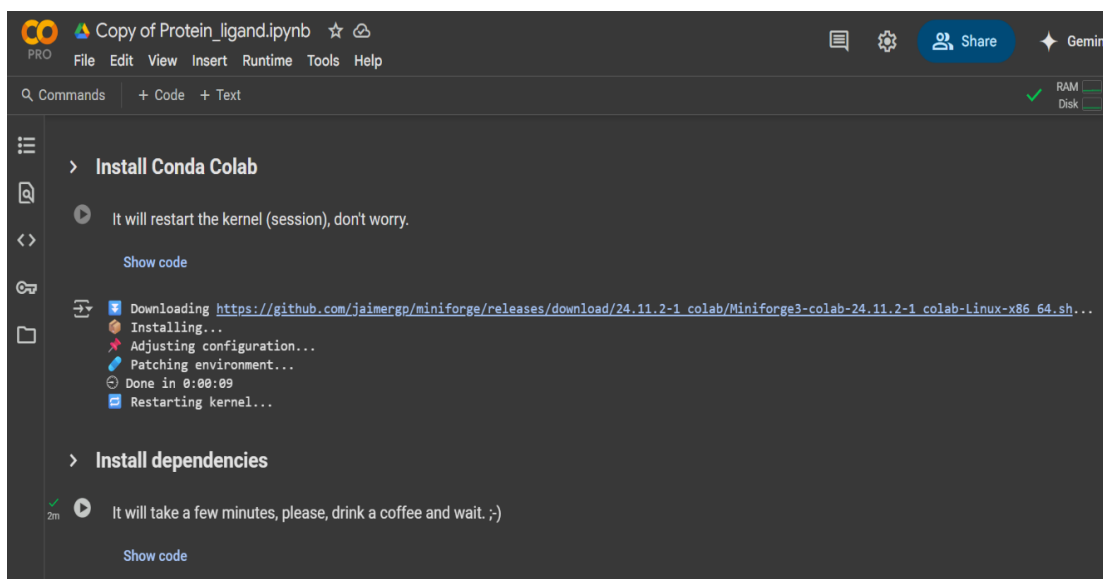 Copy of Protein_ligand.ipynb
PRO
File Edit View Insert Runtime Tools Help
Share
Gemin
Commands + Code + Text
RAM
Disk
Install Conda Colab
It will restart the kernel (session), don't worry.
Show code
Downloading https://github.com/jaimergp/miniforge/releases/download/24.11.2-1_colab/Miniforge3-colab-24.11.2-1_colab-Linux-x86_64.sh...
Installing...
Adjusting configuration...
Patching environment...
Done in 0:00:09
Restarting kernel...
Install dependencies
2m
It will take a few minutes, please, drink a coffee and wait. ;-)
Show code